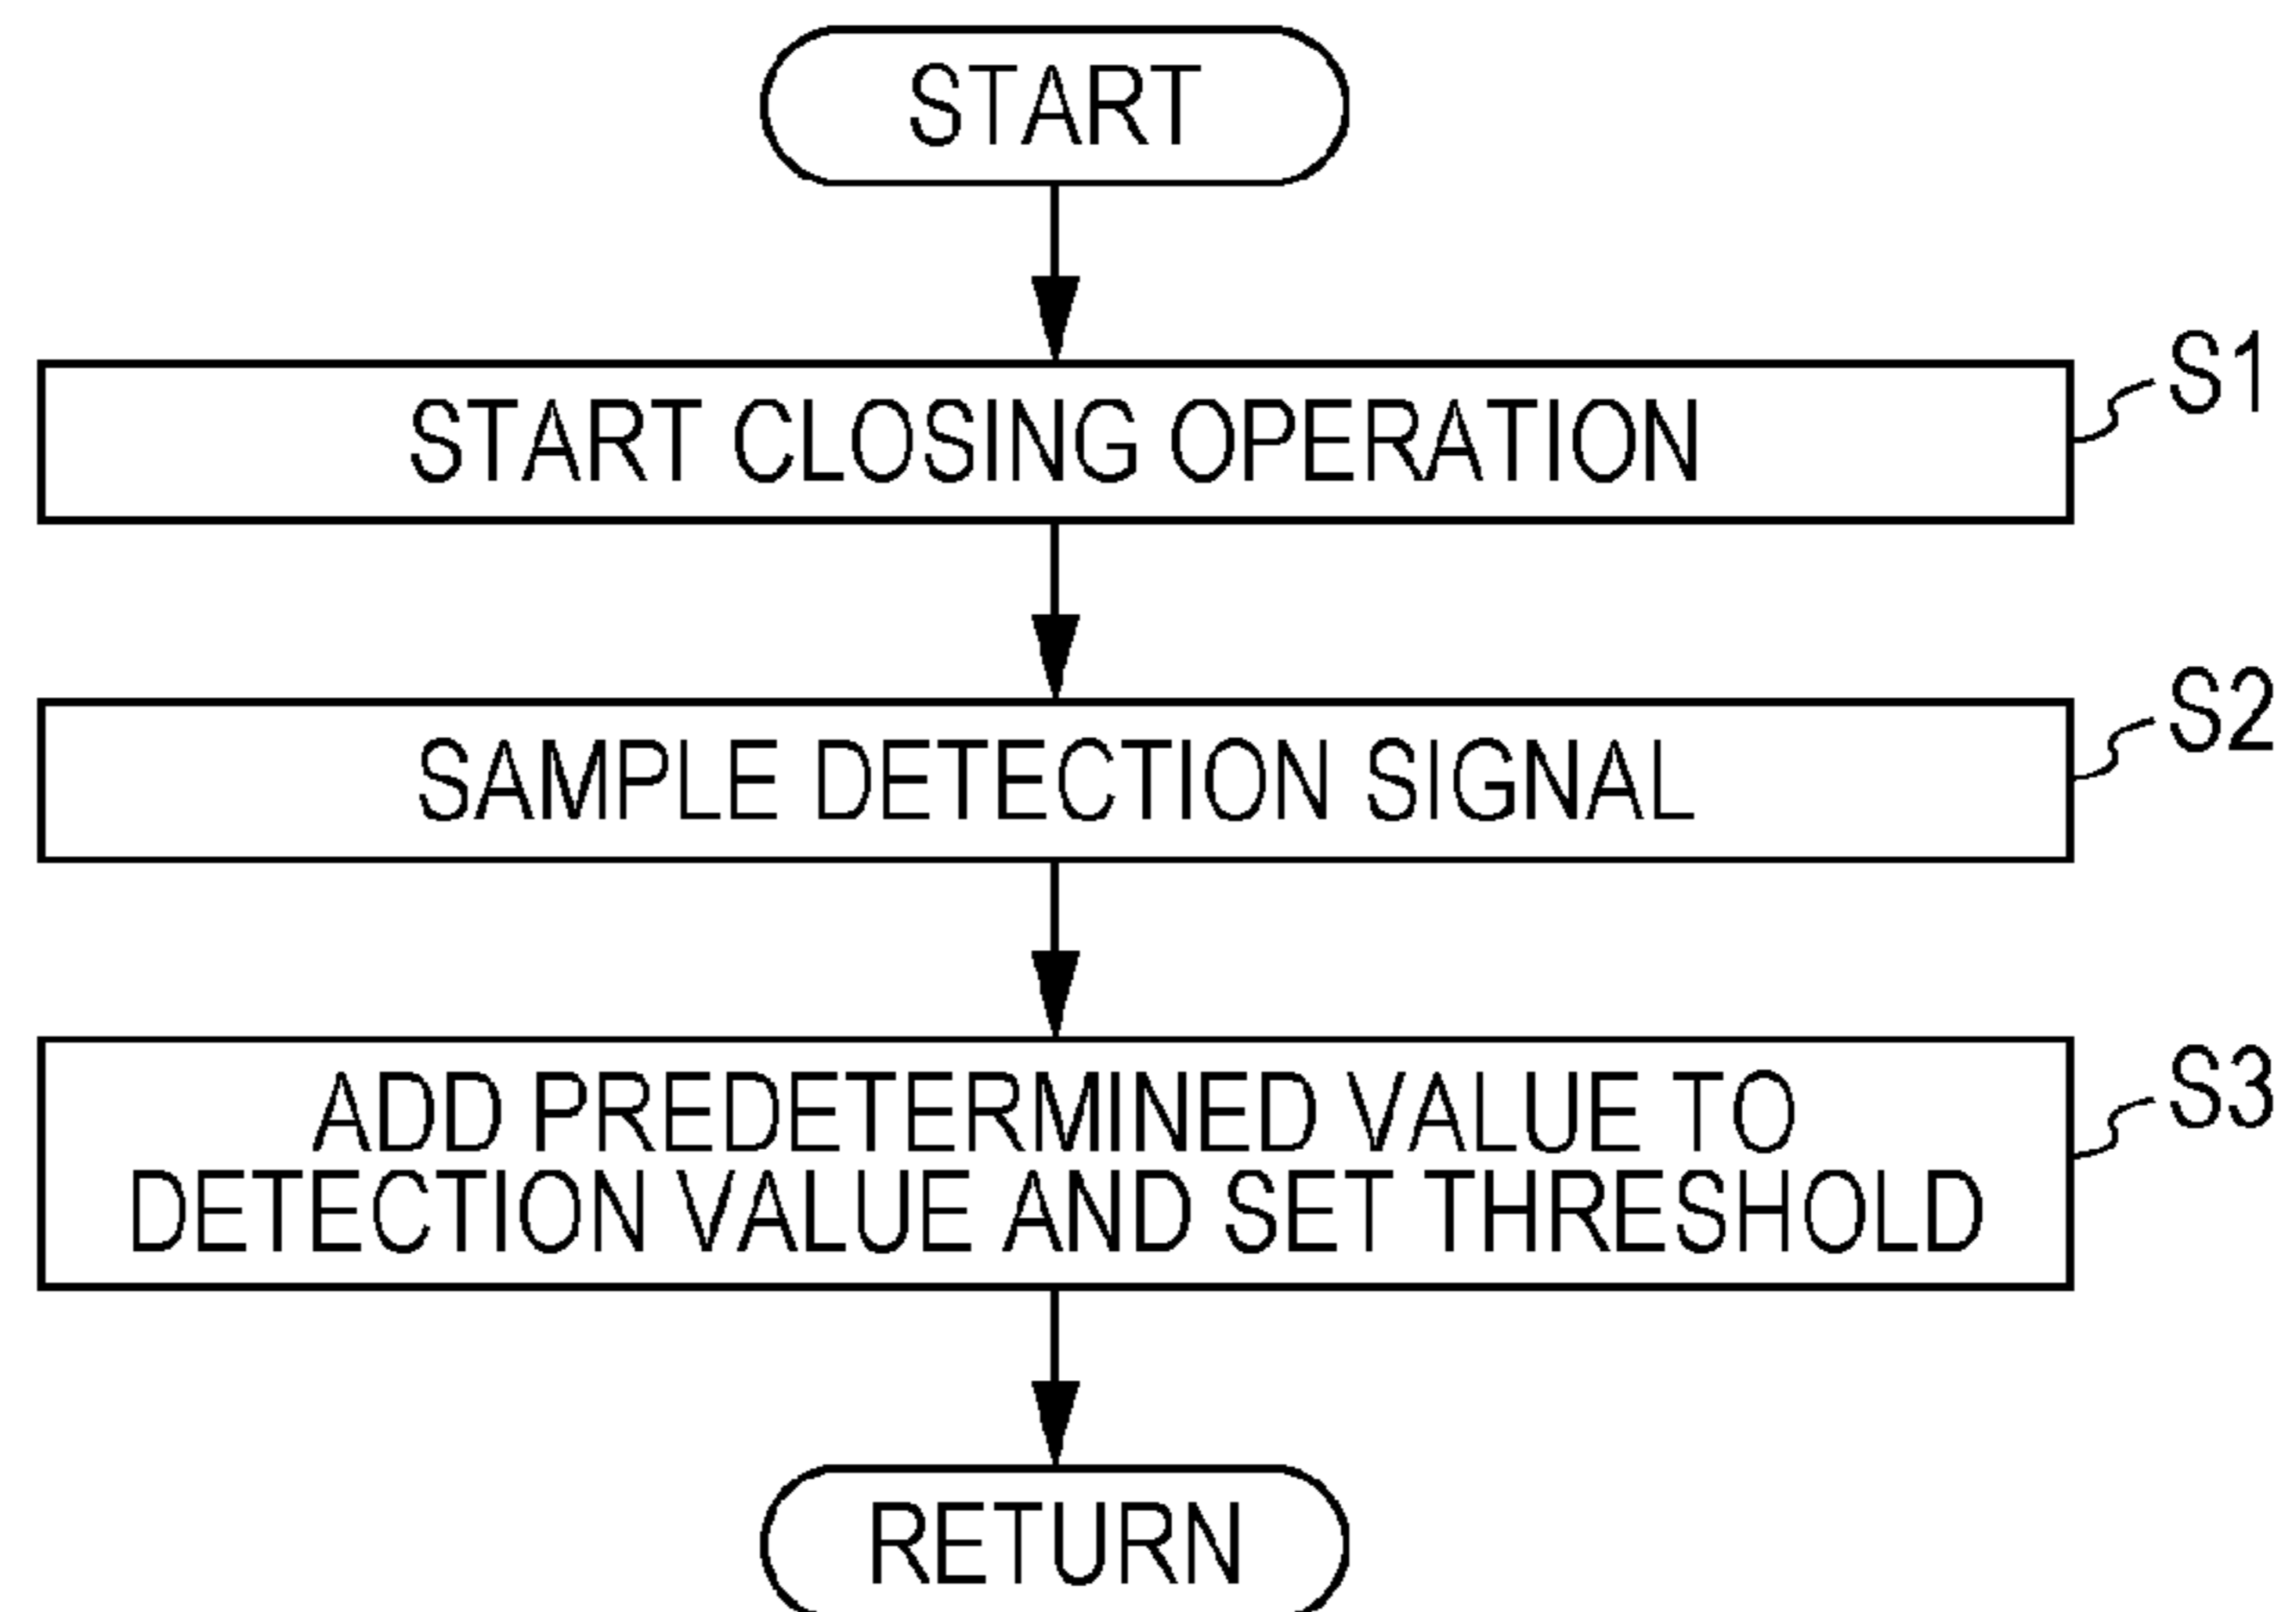 START
START CLOSING OPERATION
S1
SAMPLE DETECTION SIGNAL
S2
ADD PREDETERMINED VALUE TO
DETECTION VALUE AND SET THRESHOLD
S3
RETURN